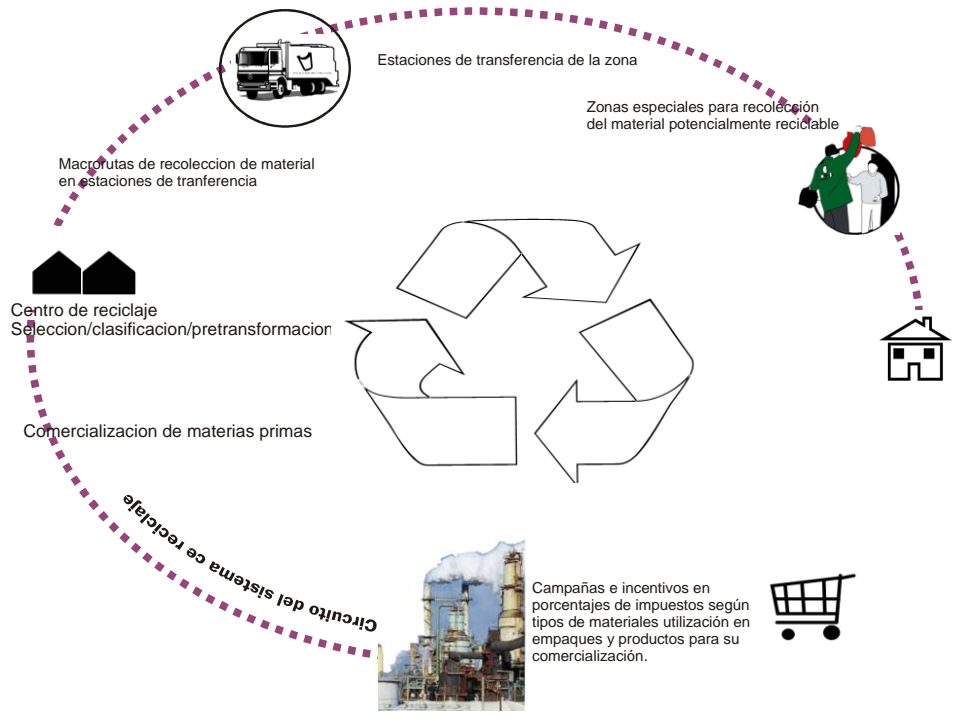 Estaciones de transferencia de la zona
Zonas especiales para recolección
del material potencialmente reciclable
Macrorutas de recoleccion de material
en estaciones de tranferencia
Centro de reciclaje
Seleccion/clasificacion/pretransformacion
Comercializacion de materias primas
Circuito del sistema ce reciclaje
Campañas e incentivos en
porcentajes de impuestos según
tipos de materiales utilización en
empaques y productos para su
comercialización.